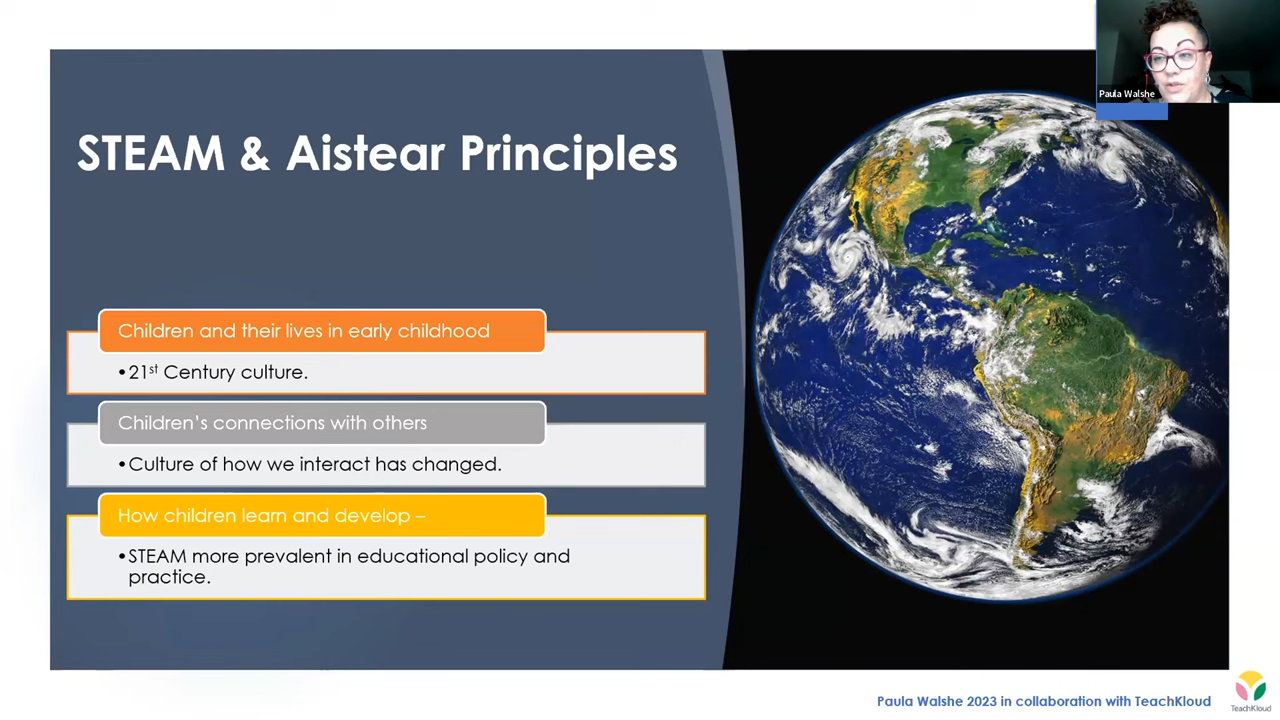 Paula Walshe
STEAM & Aistear Principles
Children and their lives in early childhood
•21st Century culture.
Children's connections with others
•Culture of how we interact has changed.
How children learn and develop –
•STEAM more prevalent in educational policy and
practice.
Paula Walshe 2023 in collaboration with TeachKloud
TeachKloud